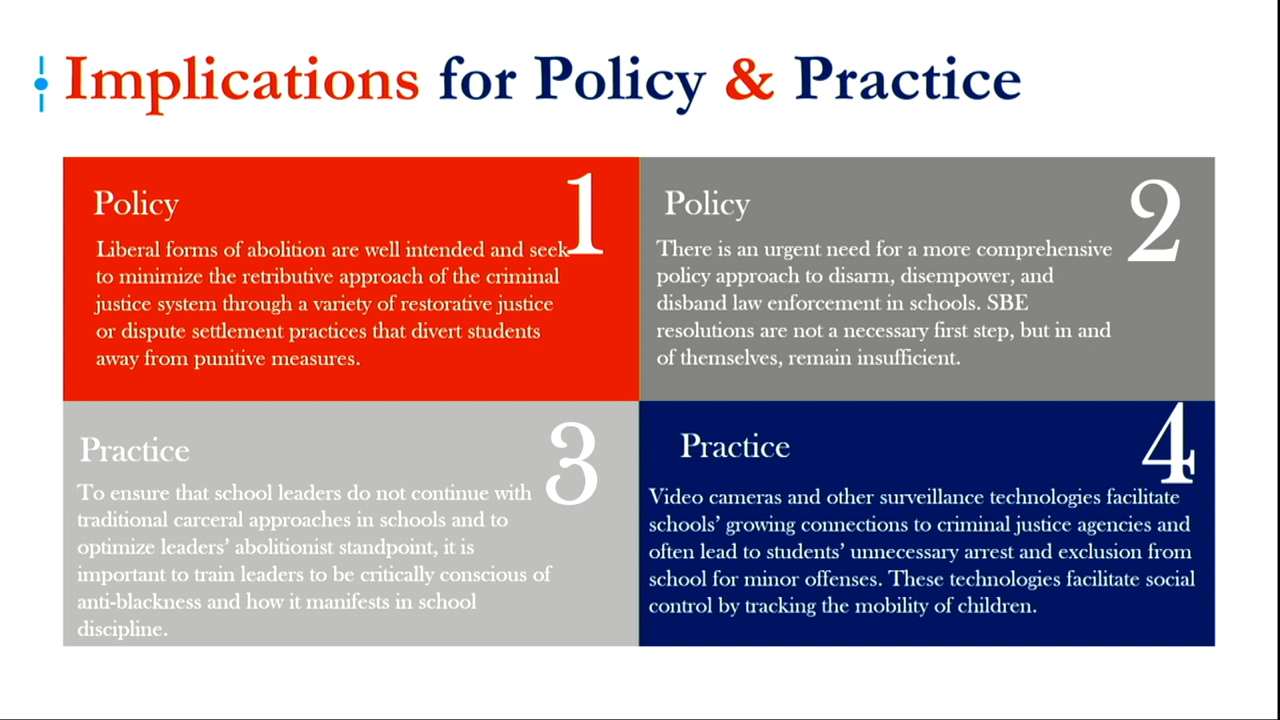 Implications for Policy & Practice
Policy
1
Liberal forms of abolition are well intended and seek
to minimize the retributive approach of the criminal
justice system through a variety of restorative justice
or dispute settlement practices that divert students
away from punitive measures.
Policy
2
There is an urgent need for a more comprehensive
policy approach to disarm, disempower, and
disband law enforcement in schools. SBE
resolutions are not a necessary first step, but in and
of themselves, remain insufficient.
Practice
3
To ensure that school leaders do not continue with
traditional carceral approaches in schools and to
optimize leaders’ abolitionist standpoint, it is
important to train leaders to be critically conscious of
anti-blackness and how it manifests in school
discipline.
Practice
4
Video cameras and other surveillance technologies facilitate
schools’ growing connections to criminal justice agencies and
often lead to students’ unnecessary arrest and exclusion from
school for minor offenses. These technologies facilitate social
control by tracking the mobility of children.